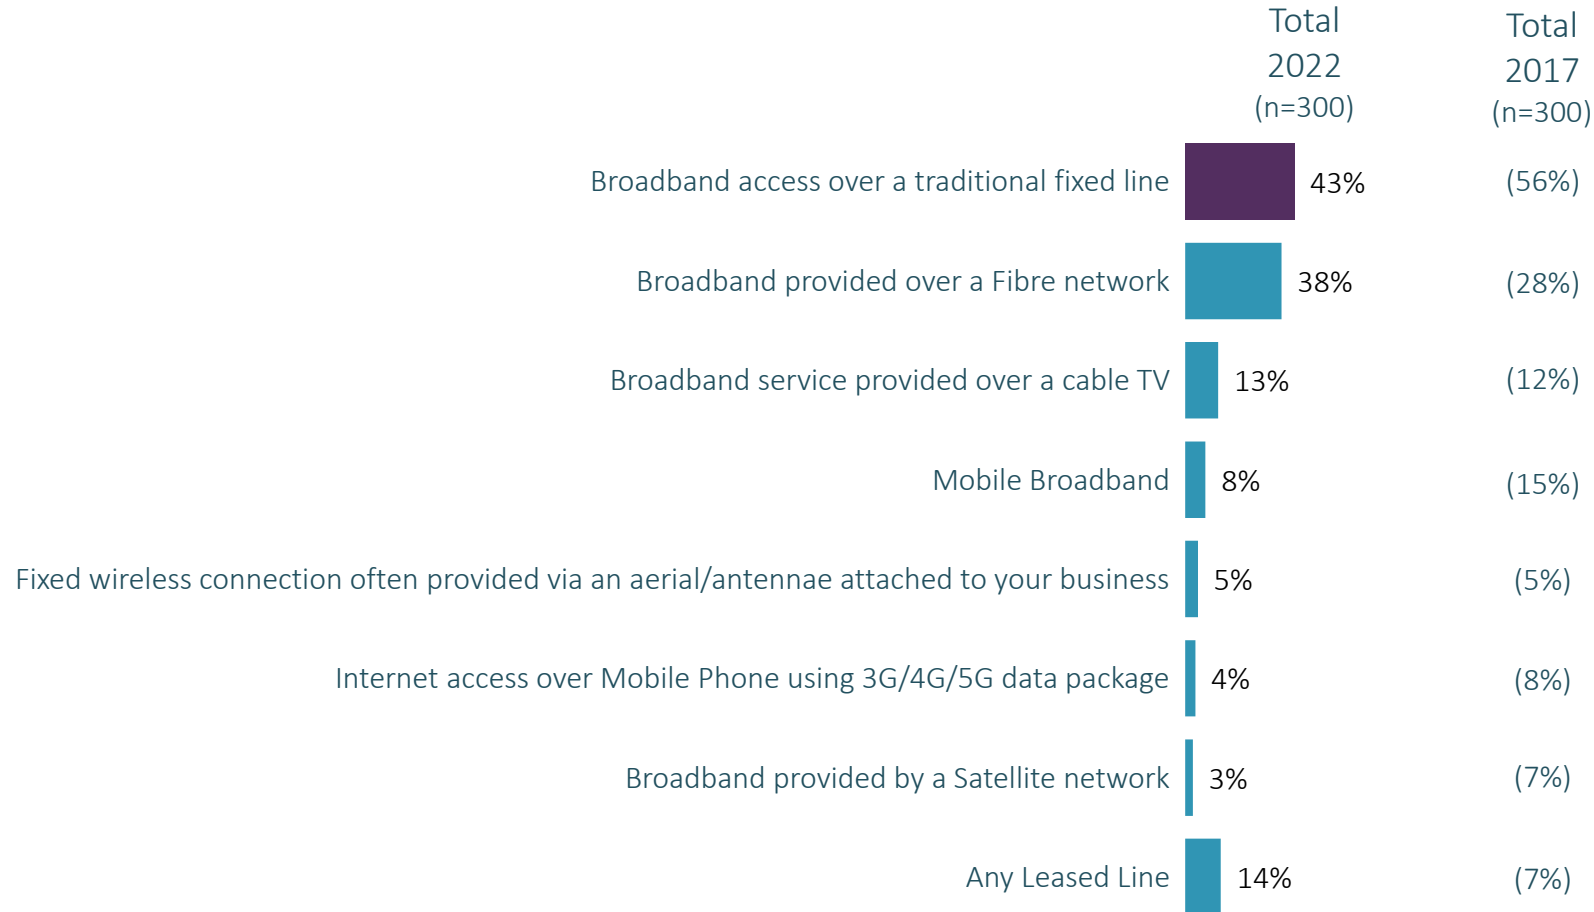 Total
2022
(n=300)
Total
2017
(n=300)
Broadband access over a traditional fixed line 43% (56%)
Broadband provided over a Fibre network 38% (28%)
Broadband service provided over a cable TV 13% (12%)
Mobile Broadband 8% (15%)
Fixed wireless connection often provided via an aerial/antennae attached to your business 5% (5%)
Internet access over Mobile Phone using 3G/4G/5G data package 4% (8%)
Broadband provided by a Satellite network 3% (7%)
Any Leased Line 14% (7%)